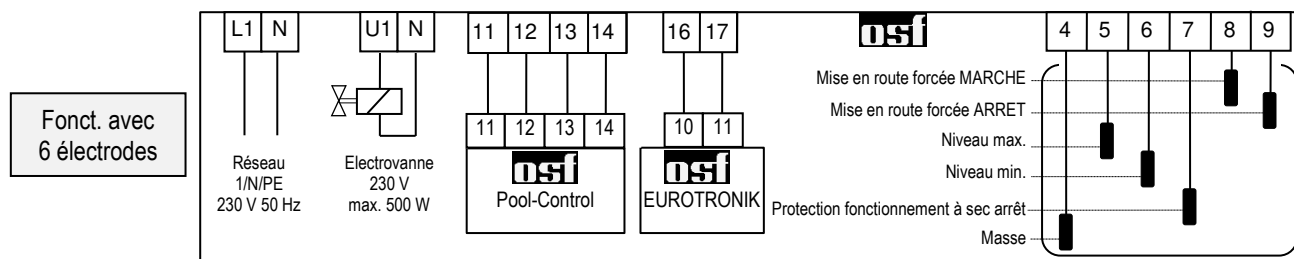 Fonct. avec
6 électrodes
L1 N
U1 N
11 12 13 14
16 17
osf
4 5 6 7 8 9
Réseau
1/N/PE
230 V 50 Hz
Electrovanne
230 V
max. 500 W
11 12 13 14
osf
Pool-Control
10 11
osf
EUROTRONIK
Mise en route forcée MARCHE
Mise en route forcée ARRET
Niveau max.
Niveau min.
Protection fonctionnement à sec arrêt
Masse